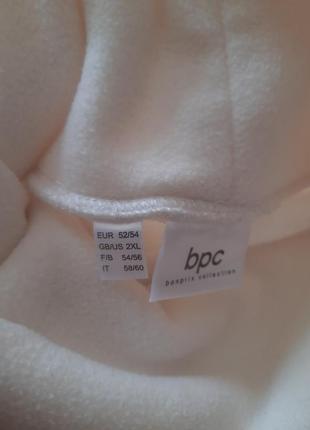 EUR 52/54
GB/US 2XL
F/B 54/56
IT 58/60
bpc
bonprix collection